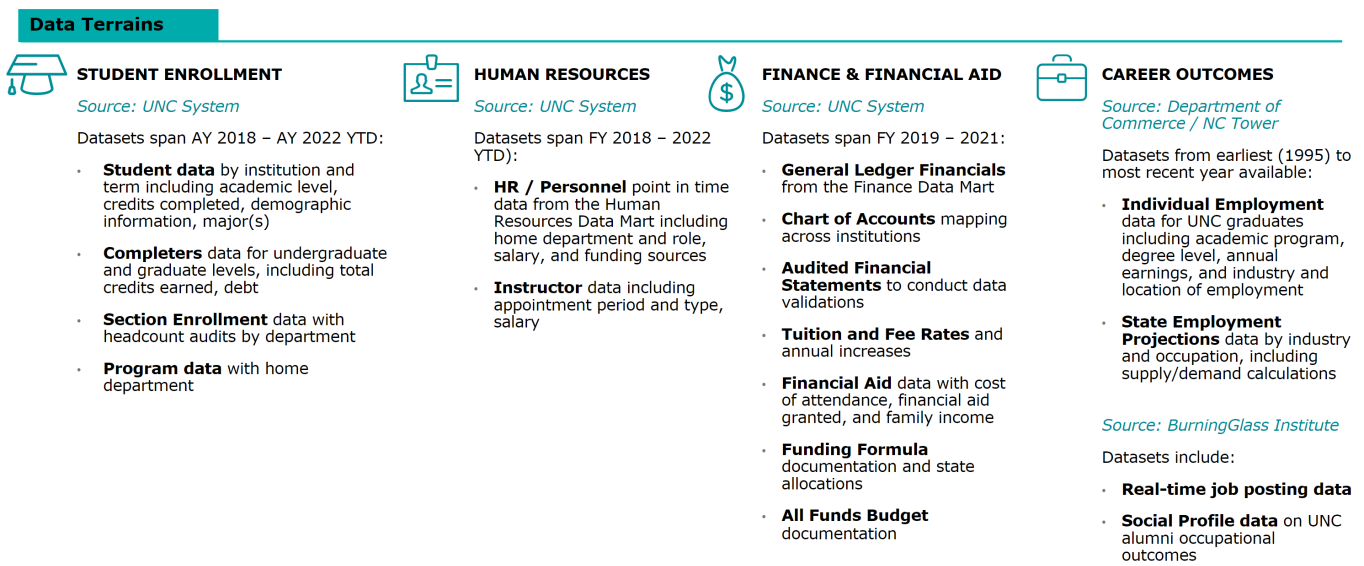 Data Terrains
STUDENT ENROLLMENT
Source: UNC System
Datasets span AY 2018 – AY 2022 YTD:
• Student data by institution and
term including academic level,
credits completed, demographic
information, major(s)
• Completers data for undergraduate
and graduate levels, including total
credits earned, debt
• Section Enrollment data with
headcount audits by department
• Program data with home
department
HUMAN RESOURCES
Source: UNC System
Datasets span FY 2018 – 2022
YTD):
• HR / Personnel point in time
data from the Human
Resources Data Mart including
home department and role,
salary, and funding sources
• Instructor data including
appointment period and type,
salary
$
FINANCE & FINANCIAL AID
Source: UNC System
Datasets span FY 2019 – 2021:
• General Ledger Financials
from the Finance Data Mart
• Chart of Accounts mapping
across institutions
• Audited Financial
Statements to conduct data
validations
• Tuition and Fee Rates and
annual increases
• Financial Aid data with cost
of attendance, financial aid
granted, and family income
• Funding Formula
documentation and state
allocations
• All Funds Budget
documentation
CAREER OUTCOMES
Source: Department of
Commerce / NC Tower
Datasets from earliest (1995) to
most recent year available:
• Individual Employment
data for UNC graduates
including academic program,
degree level, annual
earnings, and industry and
location of employment
• State Employment
Projections data by industry
and occupation, including
supply/demand calculations
Source: BurningGlass Institute
Datasets include:
• Real-time job posting data
• Social Profile data on UNC
alumni occupational
outcomes